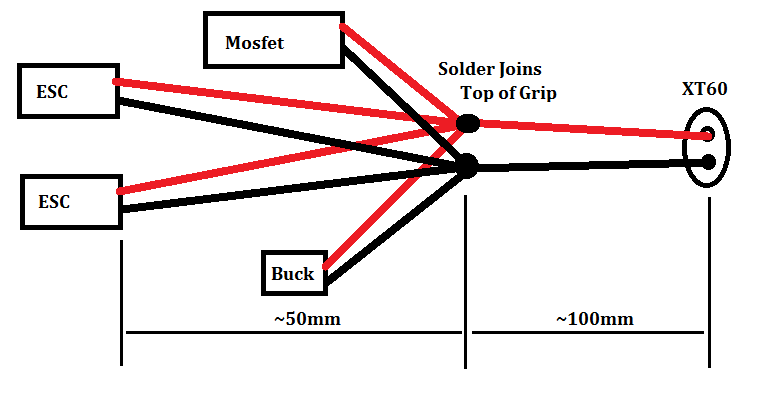 Mosfet
Solder Joins
Top of Grip
XT60
ESC
ESC
Buck
~50mm
~100mm